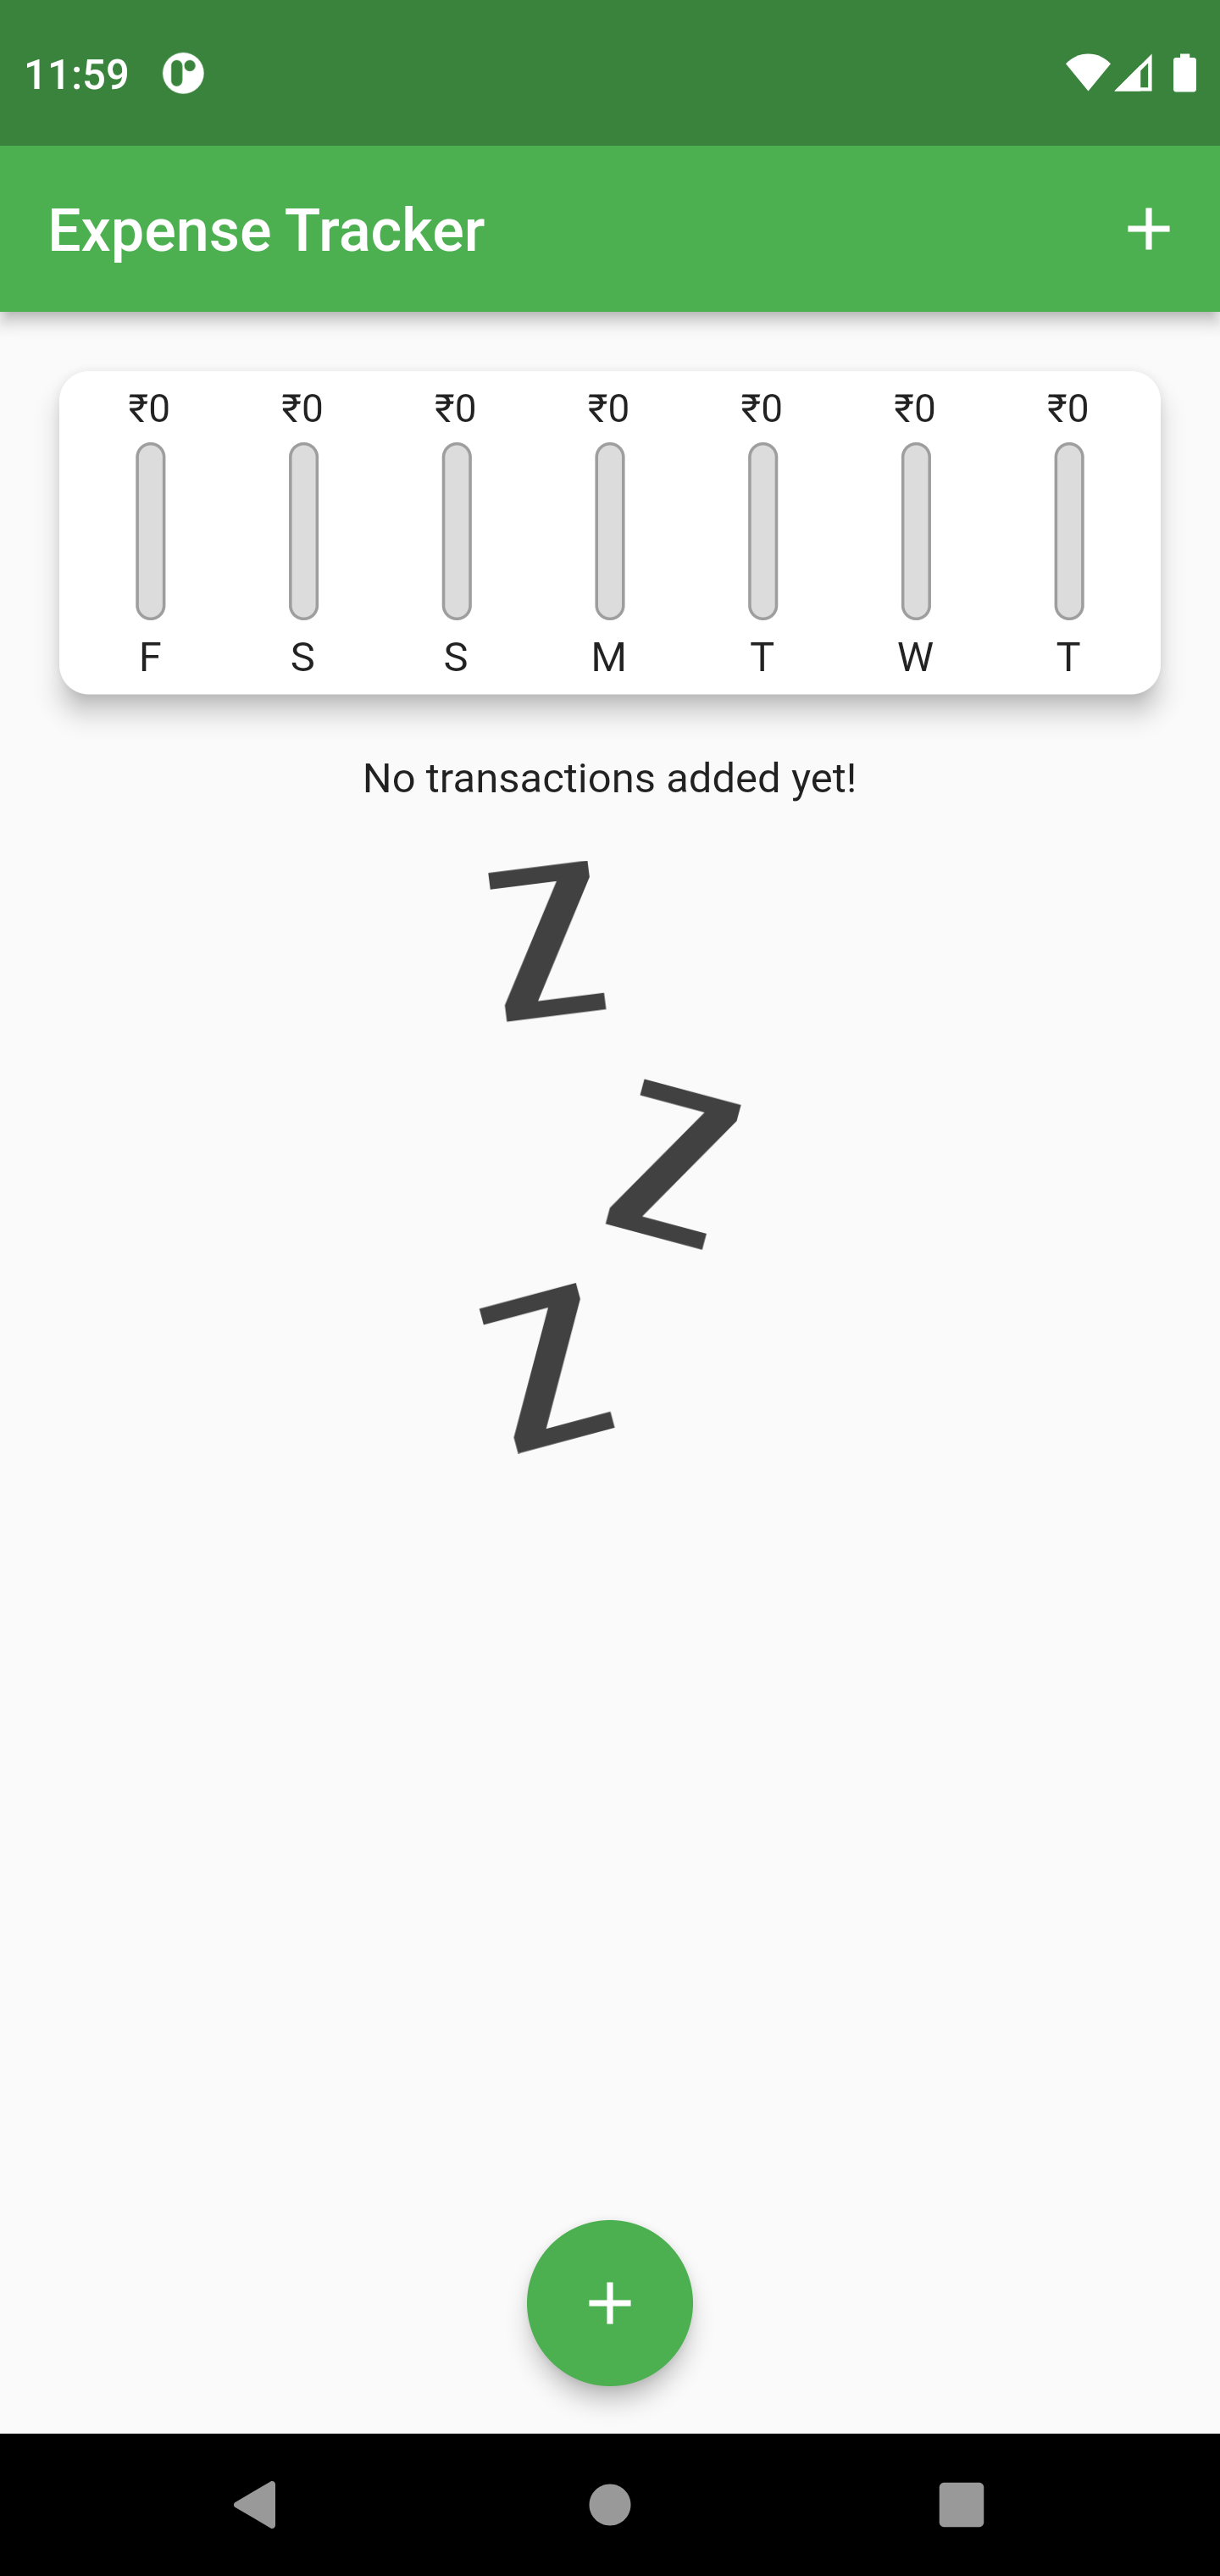 11:59
Expense Tracker
₹0 ₹0 ₹0 ₹0 ₹0 ₹0 ₹0
F S S M T W T
No transactions added yet!
Z
Z
Z